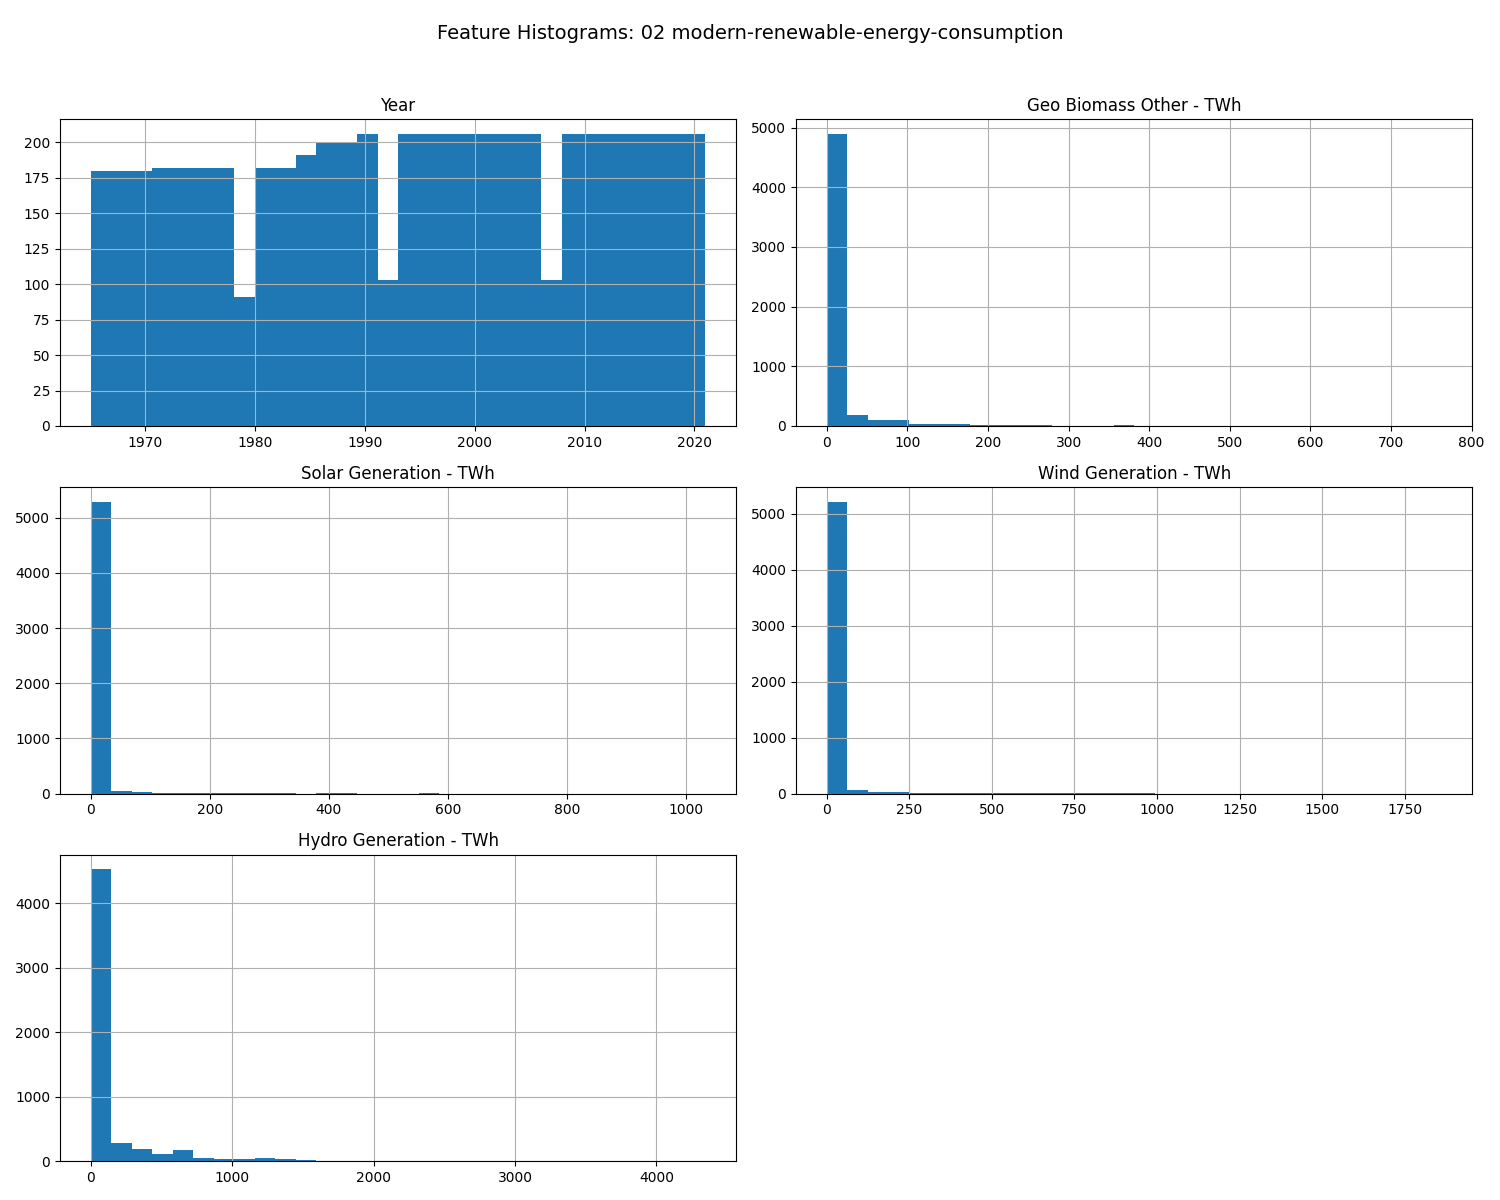 Feature Histograms: 02 modern-renewable-energy-consumption
Year
200
175
150
125
100
75
50
25
0
1970 1980 1990 2000 2010 2020
Geo Biomass Other - TWh
5000
4000
3000
2000
1000
0
0 100 200 300 400 500 600 700 800
Solar Generation - TWh
5000
4000
3000
2000
1000
0
0 200 400 600 800 1000
Wind Generation - TWh
5000
4000
3000
2000
1000
0
0 250 500 750 1000 1250 1500 1750
Hydro Generation - TWh
4000
3000
2000
1000
0
0 1000 2000 3000 4000